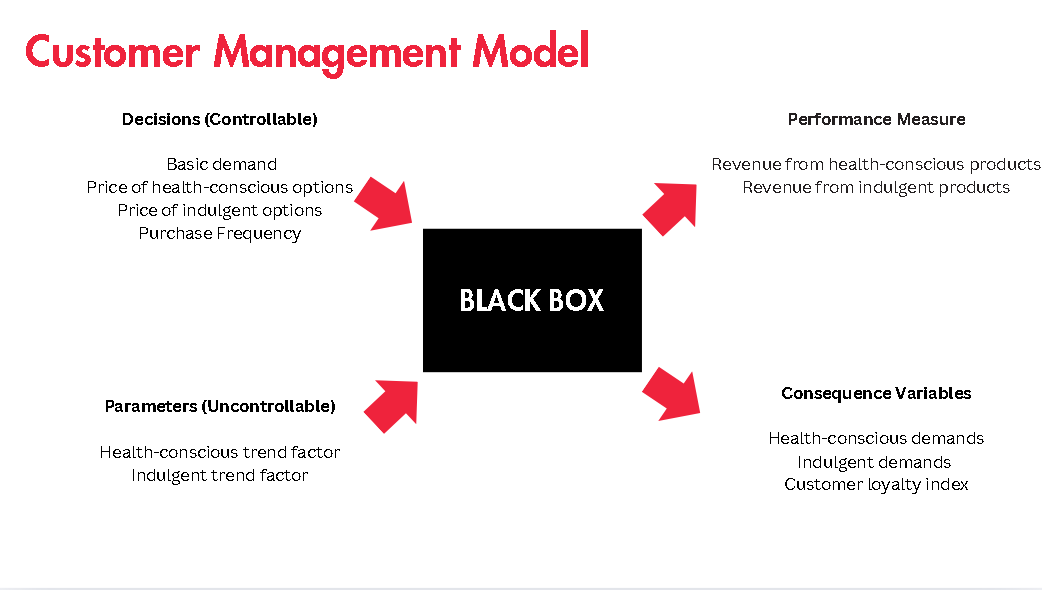 Customer Management Model
Decisions (Controllable)
Basic demand
Price of health-conscious options
Price of indulgent options
Purchase Frequency
Performance Measure
Revenue from health-conscious products
Revenue from indulgent products
BLACK BOX
Parameters (Uncontrollable)
Health-conscious trend factor
Indulgent trend factor
Consequence Variables
Health-conscious demands
Indulgent demands
Customer loyalty index